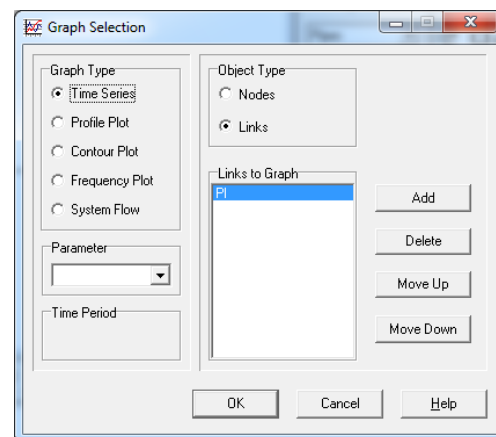 Graph Selection
Graph Type
Time Series
Profile Plot
Contour Plot
Frequency Plot
System Flow
Parameter
Time Period
Object Type
Nodes
Links
Links to Graph
Add
Delete
Move Up
Move Down
OK
Cancel
Help